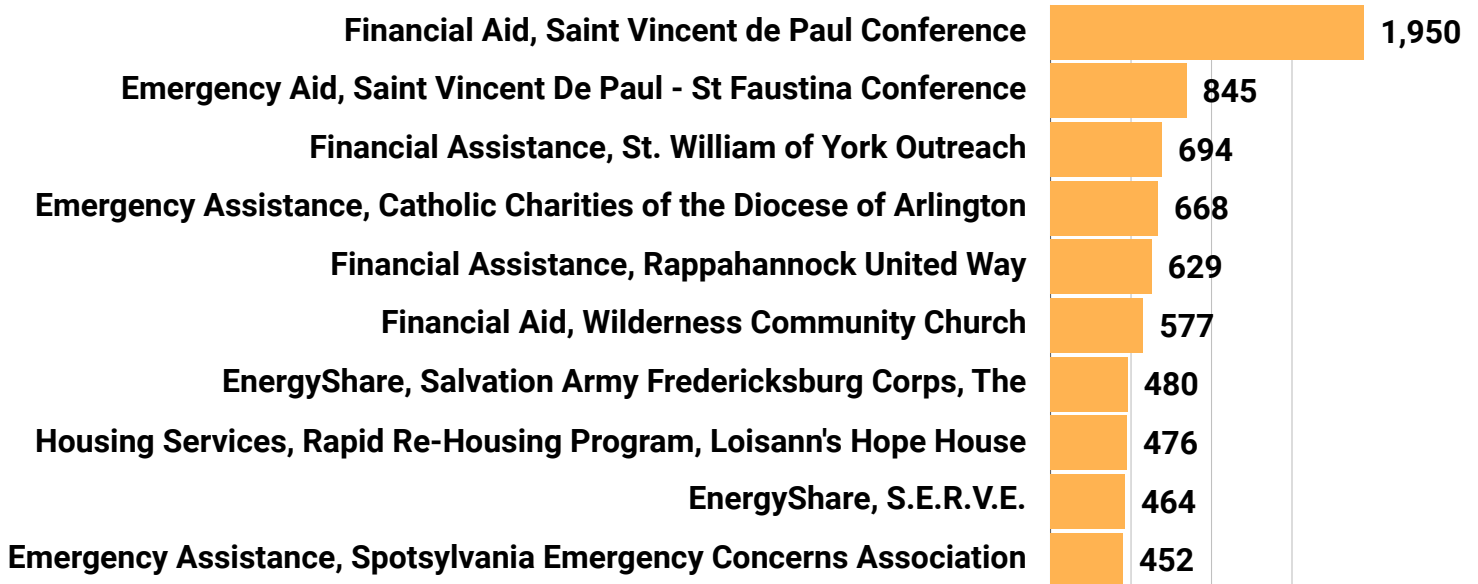 Financial Aid, Saint Vincent de Paul Conference 1,950
Emergency Aid, Saint Vincent De Paul - St Faustina Conference 845
Financial Assistance, St. William of York Outreach 694
Emergency Assistance, Catholic Charities of the Diocese of Arlington 668
Financial Assistance, Rappahannock United Way 629
Financial Aid, Wilderness Community Church 577
EnergyShare, Salvation Army Fredericksburg Corps, The 480
Housing Services, Rapid Re-Housing Program, Loisann's Hope House 476
EnergyShare, S.E.R.V.E. 464
Emergency Assistance, Spotsylvania Emergency Concerns Association 452